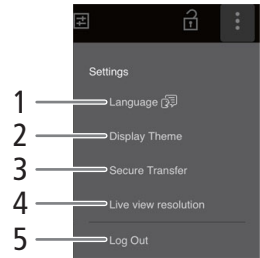 Settings
1 Language
2 Display Theme
3 Secure Transfer
4 Live view resolution
5 Log Out